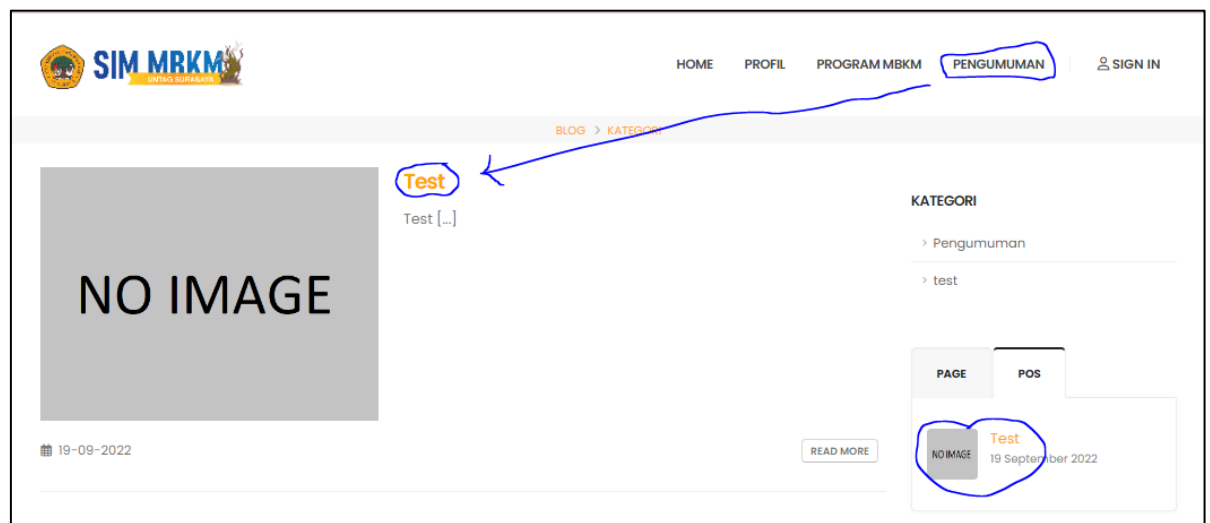 SIM MBKM
UNTAG SURABAYA
HOME PROFIL PROGRAM MBKM PENGUMUMAN SIGN IN
BLOG > KATEGORI
NO IMAGE
Test
Test [...]
19-09-2022
READ MORE
KATEGORI
> Pengumuman
> test
PAGE POS
NO IMAGE
Test
19 September 2022